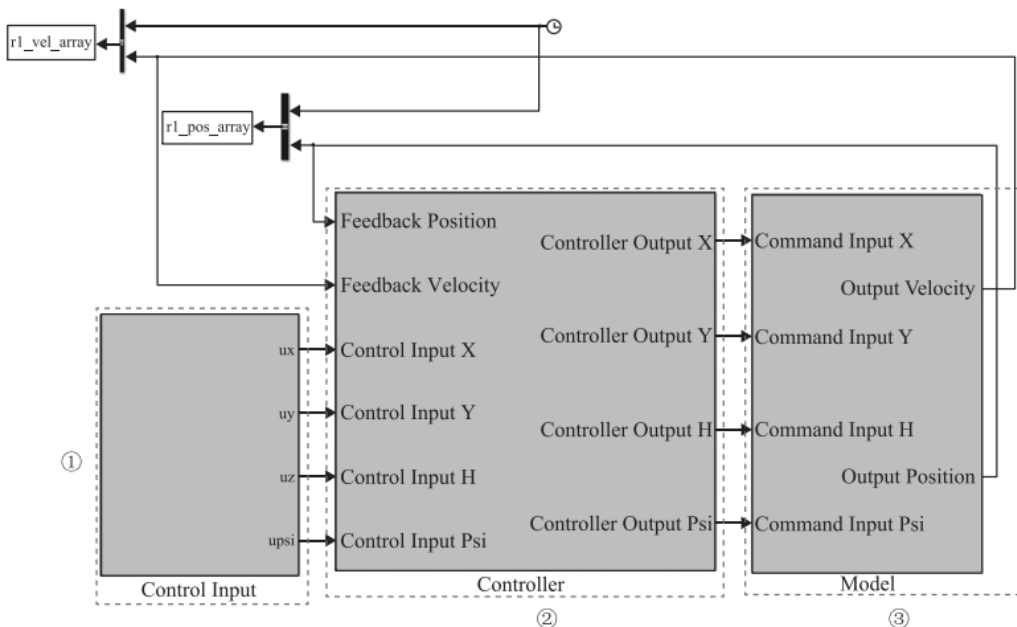 r1_vel_array
r1_pos_array
Feedback Position
Controller Output X
Command Input X
Feedback Velocity
Output Velocity
ux
Control Input X
Controller Output Y
Command Input Y
uy
Control Input Y
Controller Output H
Command Input H
①
uz
Control Input H
Output Position
upsi
Control Input Psi
Controller Output Psi
Command Input Psi
Control Input
Controller
Model
②
③